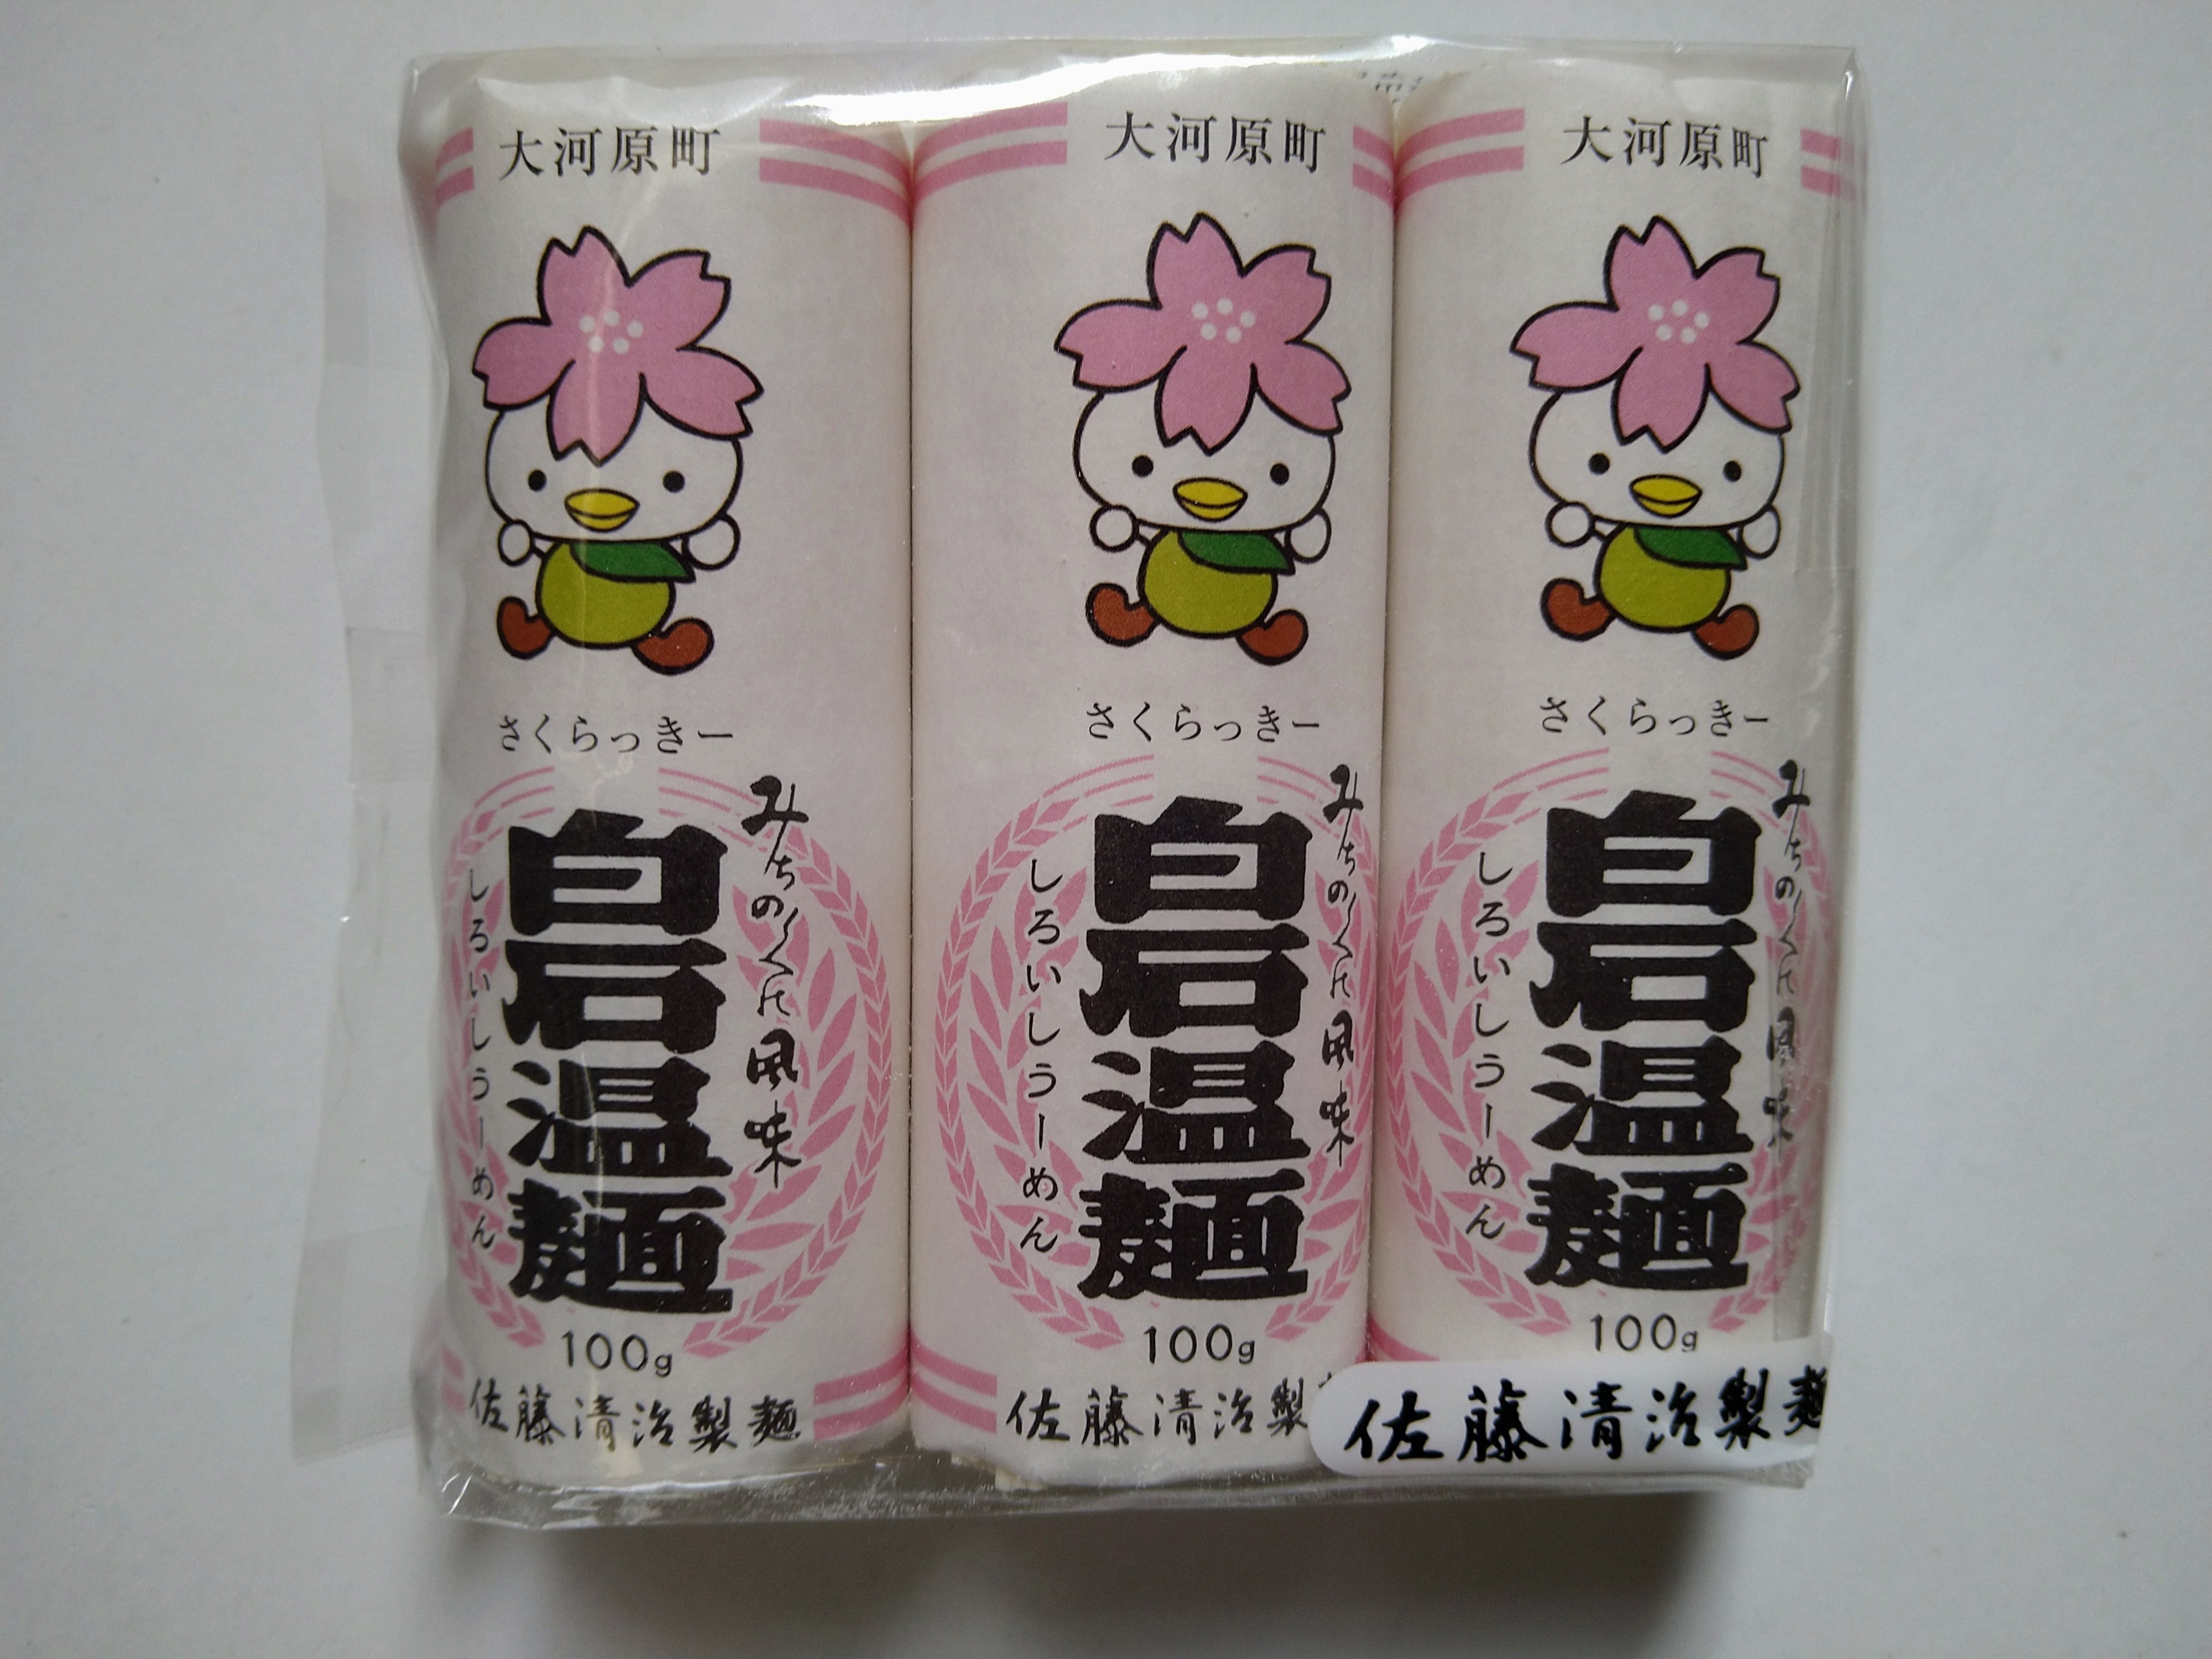 大河原町
さくらっきー
みちのくの風味
白石温麺
しろいしうーめん
100g
佐藤清治製麺
大河原町
さくらっきー
みちのくの風味
白石温麺
しろいしうーめん
100g
佐藤清治製
大河原町
さくらっきー
みちのくの風味
白石温麺
しろいしうーめん
100g
佐藤清治製麺